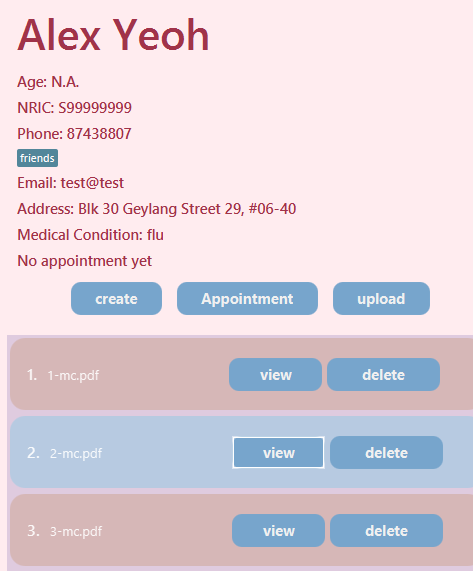 Alex Yeoh
Age: N.A.
NRIC: S99999999
Phone: 87438807
friends
Email: test@test
Address: Blk 30 Geylang Street 29, #06-40
Medical Condition: flu
No appointment yet
create Appointment upload
1. 1-mc.pdf view delete
2. 2-mc.pdf view delete
3. 3-mc.pdf view delete